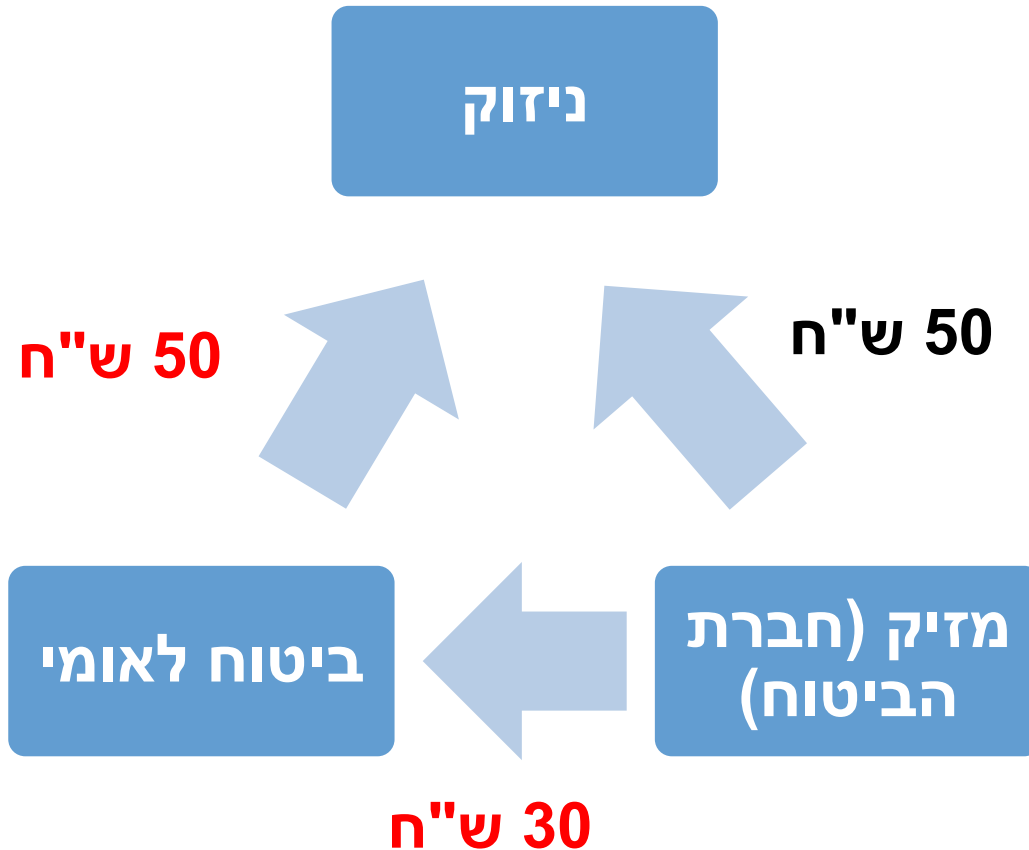 ניזוק
50 ש"ח
50 ש"ח
מזיק (חברת
הביטוח)
ביטוח לאומי
30 ש"ח